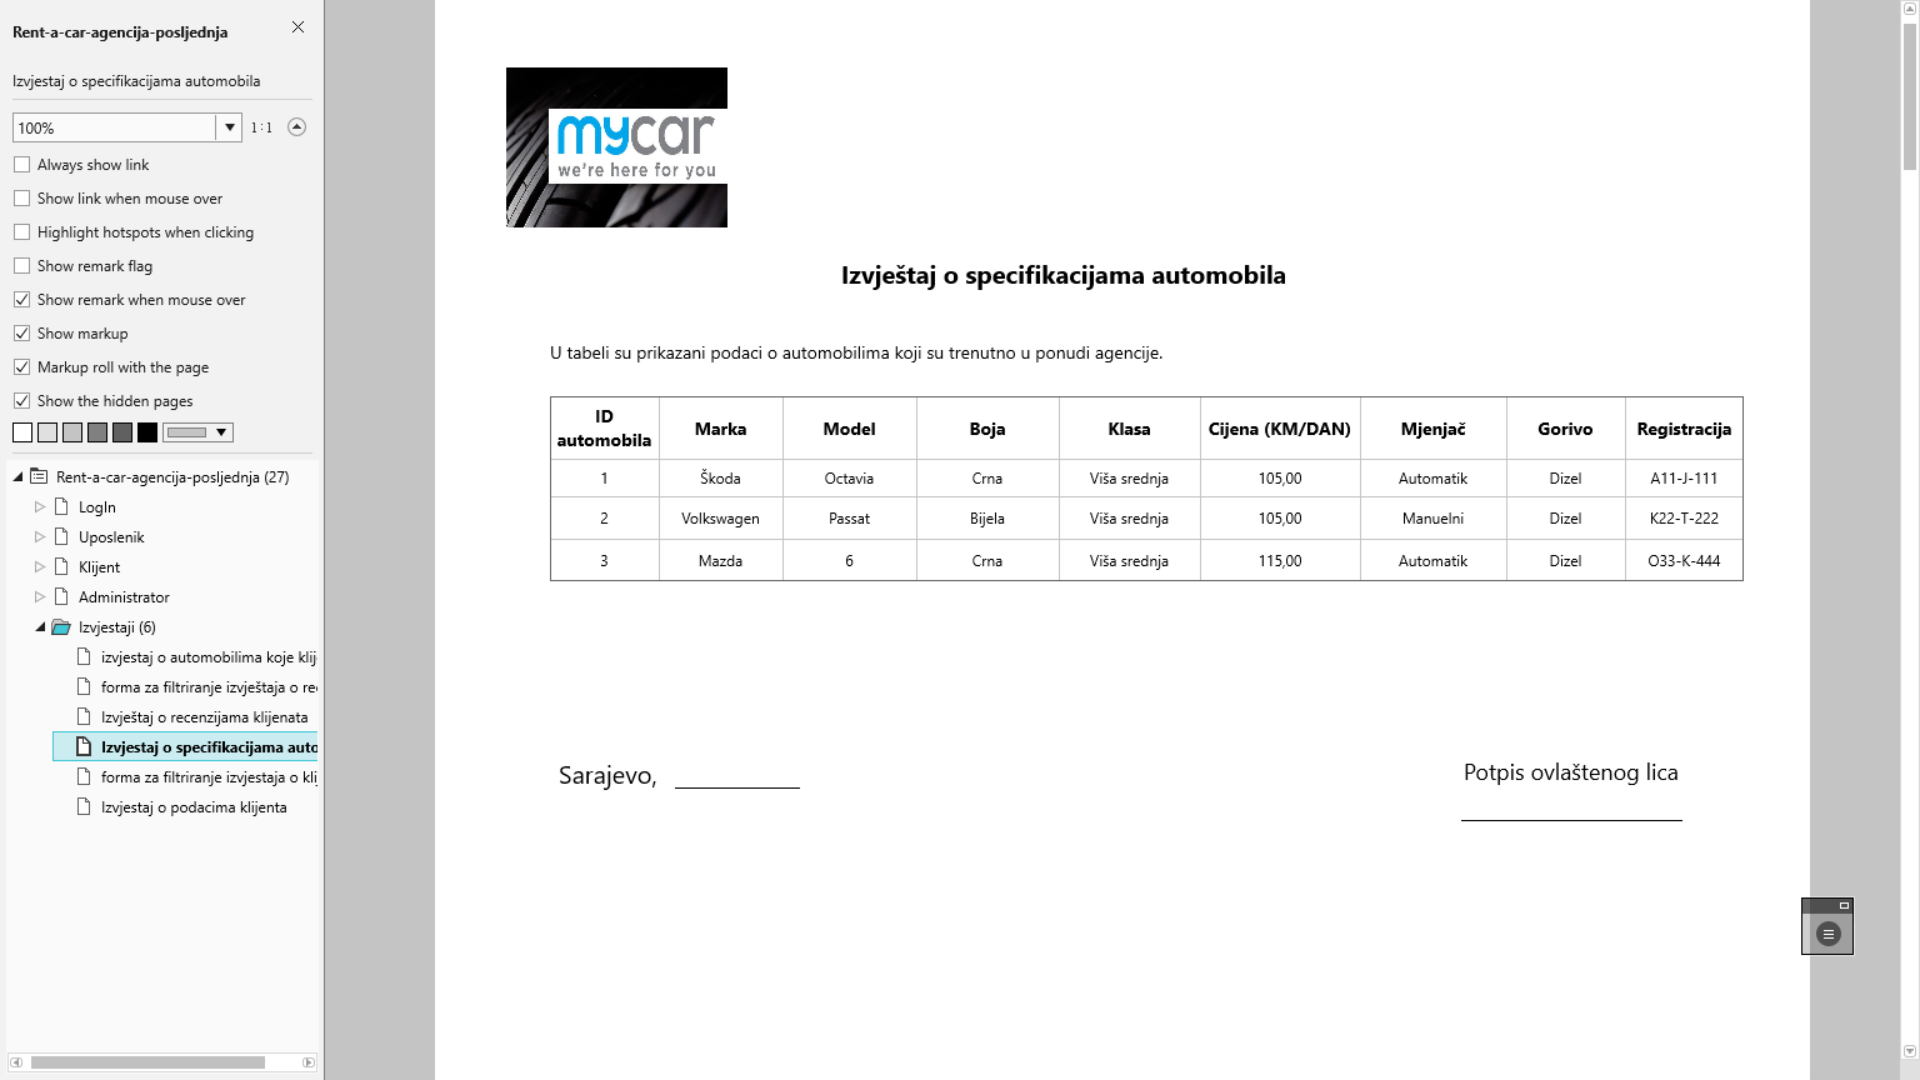 Rent-a-car-agencija-posljednja
Izvjestaj o specifikacijama automobila
100%
1:1
Always show link
Show link when mouse over
Highlight hotspots when clicking
Show remark flag
Show remark when mouse over
Show markup
Markup roll with the page
Show the hidden pages
Rent-a-car-agencija-posljednja (27)
LogIn
Uposlenik
Klijent
Administrator
Izvjestaji (6)
izvjestaj o automobilima koje klij
forma za filtriranje izvještaja o re
Izvještaj o recenzijama klijenata
Izvjestaj o specifikacijama auto
forma za filtriranje izvjestaja o klij
Izvjestaj o podacima klijenta
mycar
we're here for you
Izvještaj o specifikacijama automobila
U tabeli su prikazani podaci o automobilima koji su trenutno u ponudi agencije.
ID automobila Marka Model Boja Klasa Cijena (KM/DAN) Mjenjač Gorivo Registracija
1 Škoda Octavia Crna Viša srednja 105,00 Automatik Dizel A11-J-111
2 Volkswagen Passat Bijela Viša srednja 105,00 Manuelni Dizel K22-T-222
3 Mazda 6 Crna Viša srednja 115,00 Automatik Dizel O33-K-444
Sarajevo, __________
Potpis ovlaštenog lica